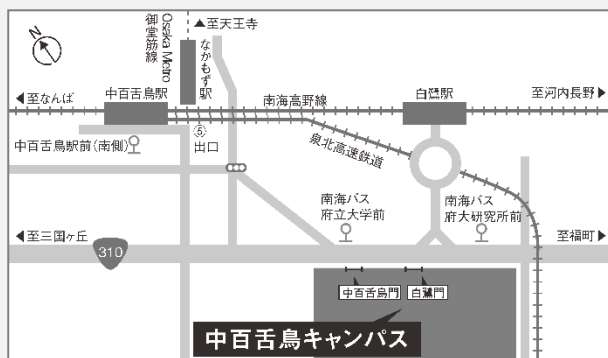 ▲至天王寺
Osaka Metro
御堂筋線
なかもず駅
◀至なんば
中百舌鳥駅
南海高野線
白鷺駅
▶至河内長野
⑤
出口
中百舌鳥駅前(南側)
泉北高速鉄道
南海バス
府立大学前
南海バス
府大研究所前
◀至三国ヶ丘
▶至福町
310
中百舌鳥門
白鷺門
中百舌鳥キャンパス